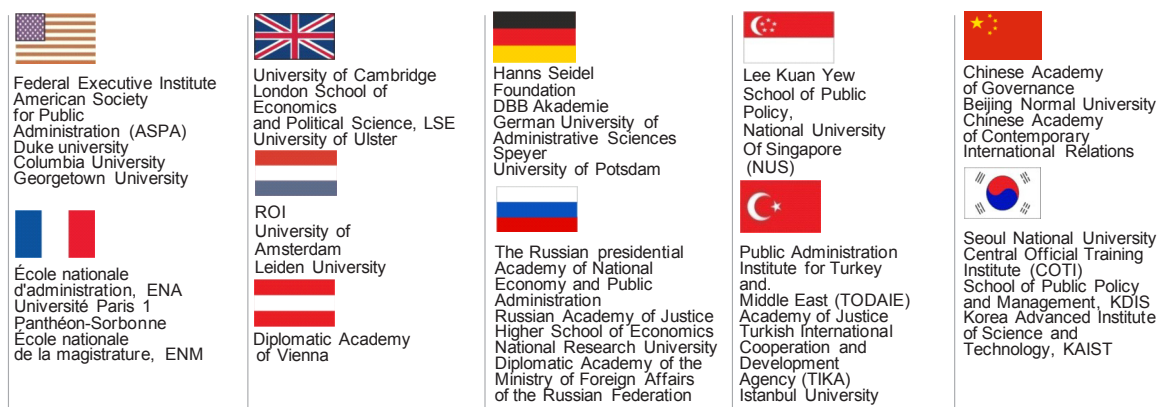 Federal Executive Institute
American Society
for Public
Administration (ASPA)
Duke university
Columbia University
Georgetown University
École nationale
d'administration, ENA
Université Paris 1
Panthéon-Sorbonne
École nationale
de la magistrature, ENM
University of Cambridge
London School of
Economics
and Political Science, LSE
University of Ulster
ROI
University of
Amsterdam
Leiden University
Diplomatic Academy
of Vienna
Hanns Seidel
Foundation
DBB Akademie
German University of
Administrative Sciences
Speyer
University of Potsdam
The Russian presidential
Academy of National
Economy and Public
Administration
Russian Academy of Justice
Higher School of Economics
National Research University
Diplomatic Academy of the
Ministry of Foreign Affairs
of the Russian Federation
Lee Kuan Yew
School of Public
Policy,
National University
Of Singapore
(NUS)
Public Administration
Institute for Turkey
and.
Middle East (TODAIE)
Academy of Justice
Turkish International
Cooperation and
Development
Agency (TIKA)
Istanbul University
Chinese Academy
of Governance
Beijing Normal University
Chinese Academy
of Contemporary
International Relations
Seoul National University
Central Official Training
Institute (COTI)
School of Public Policy
and Management, KDIS
Korea Advanced Institute
of Science and
Technology, KAIST